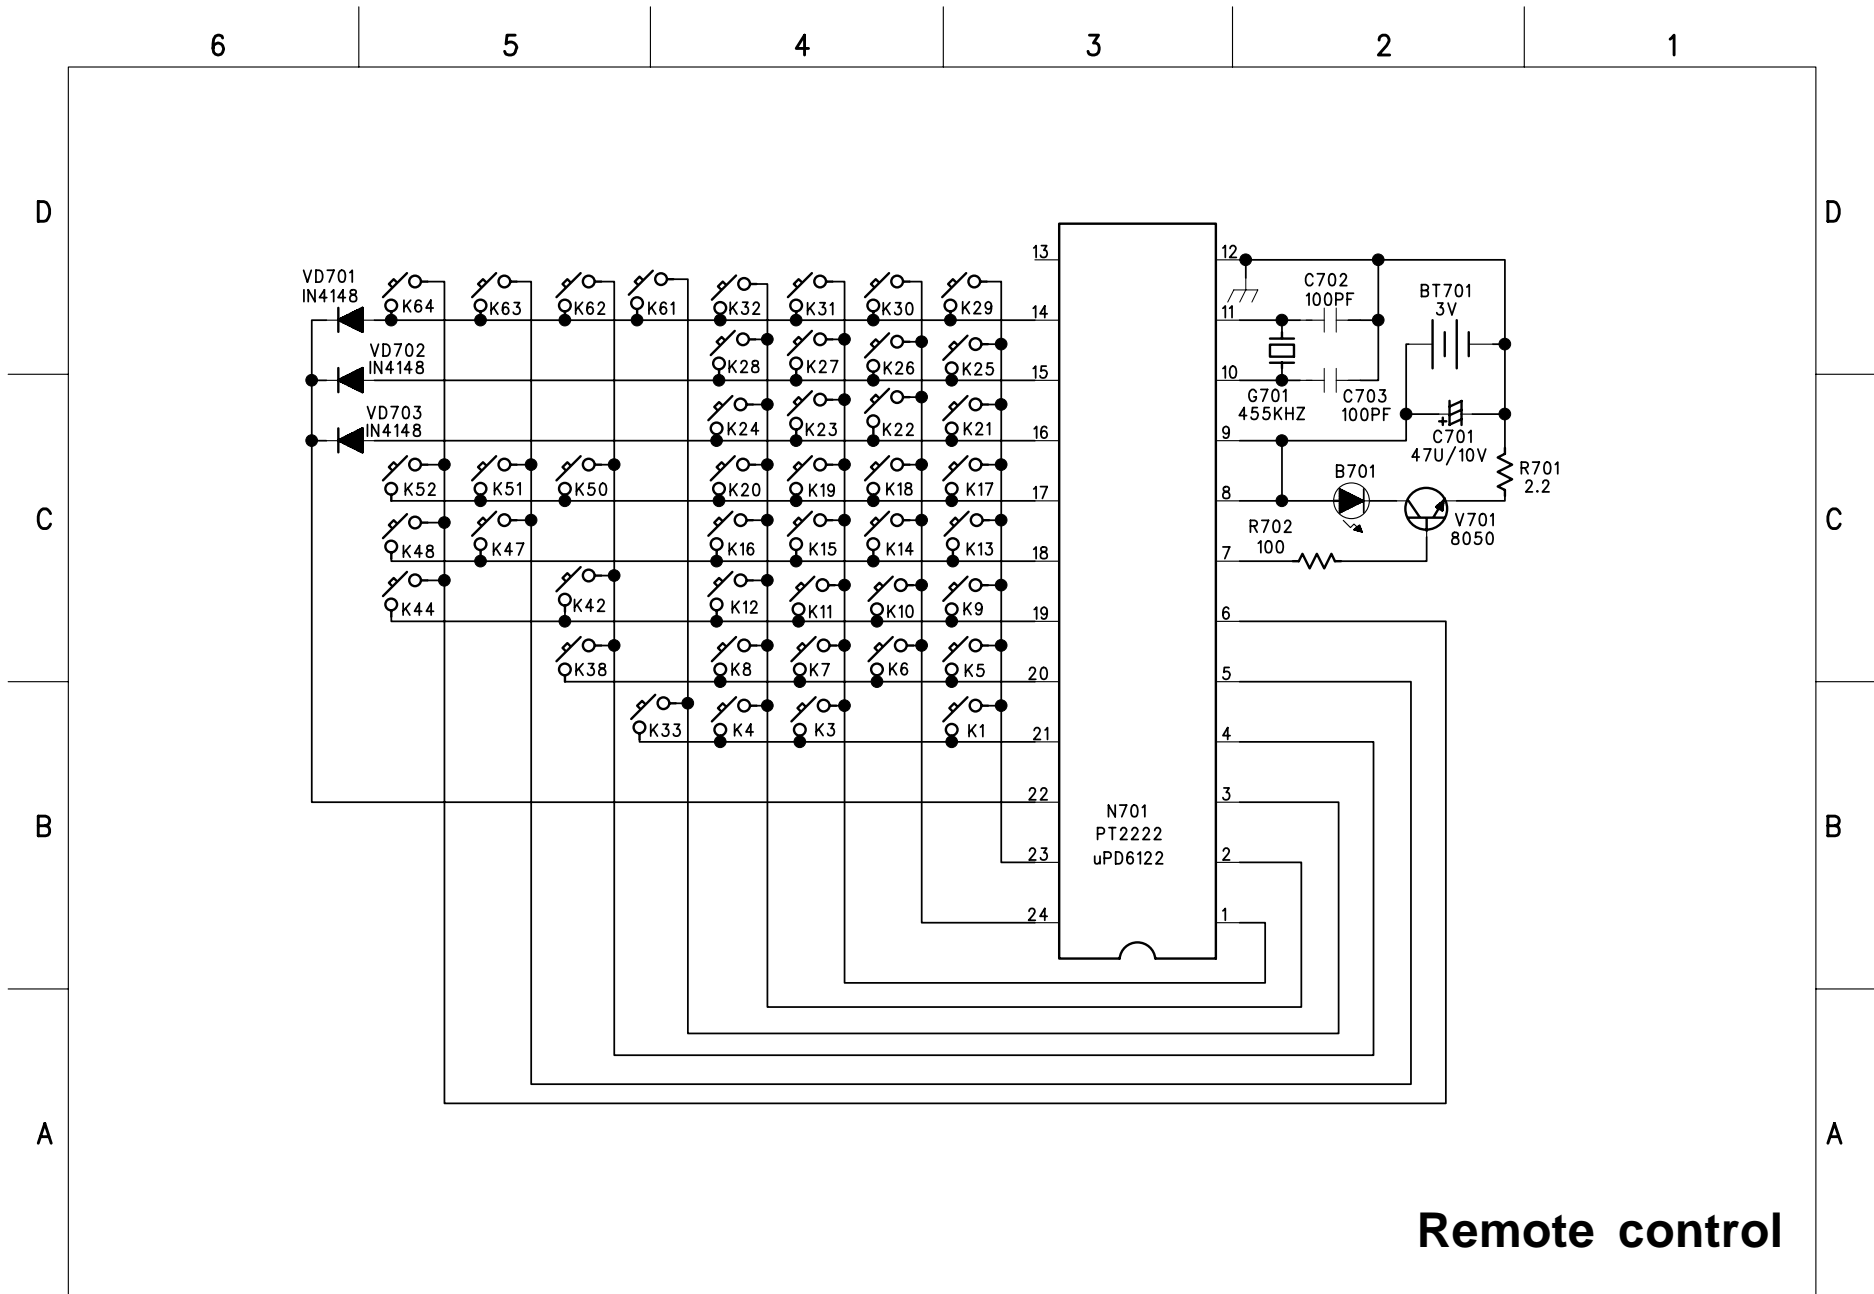 6 5 4 3 2 1
D D
13 12
VD701
IN4148
K64 K63 K62 K61 K32 K31 K30 K29
14 11
C702
100PF
BT701
3V
VD702
IN4148
K28 K27 K26 K25
15 10
G701
455KHZ
C703
100PF
VD703
IN4148
K24 K23 K22 K21
16 9
+
C701
47U/10V
K52 K51 K50 K20 K19 K18 K17
17 8
B701
R701
2.2
C C
K48 K47 K16 K15 K14 K13
18 7
R702
100
V701
8050
K44 K42 K12 K11 K10 K9
19 6
K38 K8 K7 K6 K5
20 5
K33 K4 K3 K1
21 4
22 3
B B
N701
PT2222
uPD6122
23 2
24 1
A A
Remote control